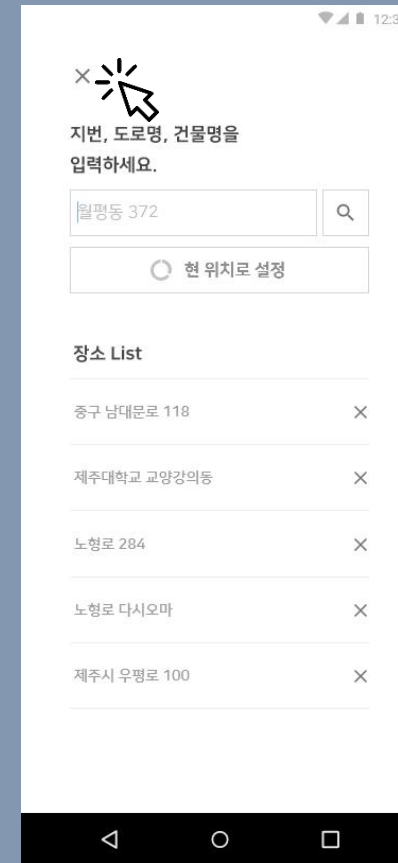 12:3
지번, 도로명, 건물명을
입력하세요.
월평동 372
현 위치로 설정
장소 List
중구 남대문로 118
제주대학교 교양강의동
노형로 284
노형로 다시오마
제주시 우평로 100